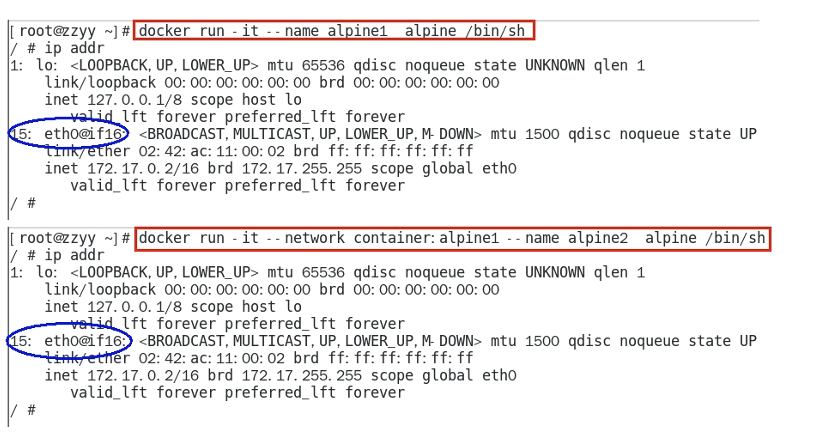 [root@zzyy ~]# docker run -it --name alpine1  alpine /bin/sh
/ # ip addr
1: lo: <LOOPBACK,UP,LOWER_UP> mtu 65536 qdisc noqueue state UNKNOWN qlen 1
    link/loopback 00:00:00:00:00:00 brd 00:00:00:00:00:00
    inet 127.0.0.1/8 scope host lo
       valid_lft forever preferred_lft forever
15: eth0@if16: <BROADCAST,MULTICAST,UP,LOWER_UP,M-DOWN> mtu 1500 qdisc noqueue state UP
    link/ether 02:42:ac:11:00:02 brd ff:ff:ff:ff:ff:ff
    inet 172.17.0.2/16 brd 172.17.255.255 scope global eth0
       valid_lft forever preferred_lft forever
/ #
[root@zzyy ~]# docker run -it --network container:alpine1 --name alpine2  alpine /bin/sh
/ # ip addr
1: lo: <LOOPBACK,UP,LOWER_UP> mtu 65536 qdisc noqueue state UNKNOWN qlen 1
    link/loopback 00:00:00:00:00:00 brd 00:00:00:00:00:00
    inet 127.0.0.1/8 scope host lo
       valid_lft forever preferred_lft forever
15: eth0@if16: <BROADCAST,MULTICAST,UP,LOWER_UP,M-DOWN> mtu 1500 qdisc noqueue state UP
    link/ether 02:42:ac:11:00:02 brd ff:ff:ff:ff:ff:ff
    inet 172.17.0.2/16 brd 172.17.255.255 scope global eth0
       valid_lft forever preferred_lft forever
/ #